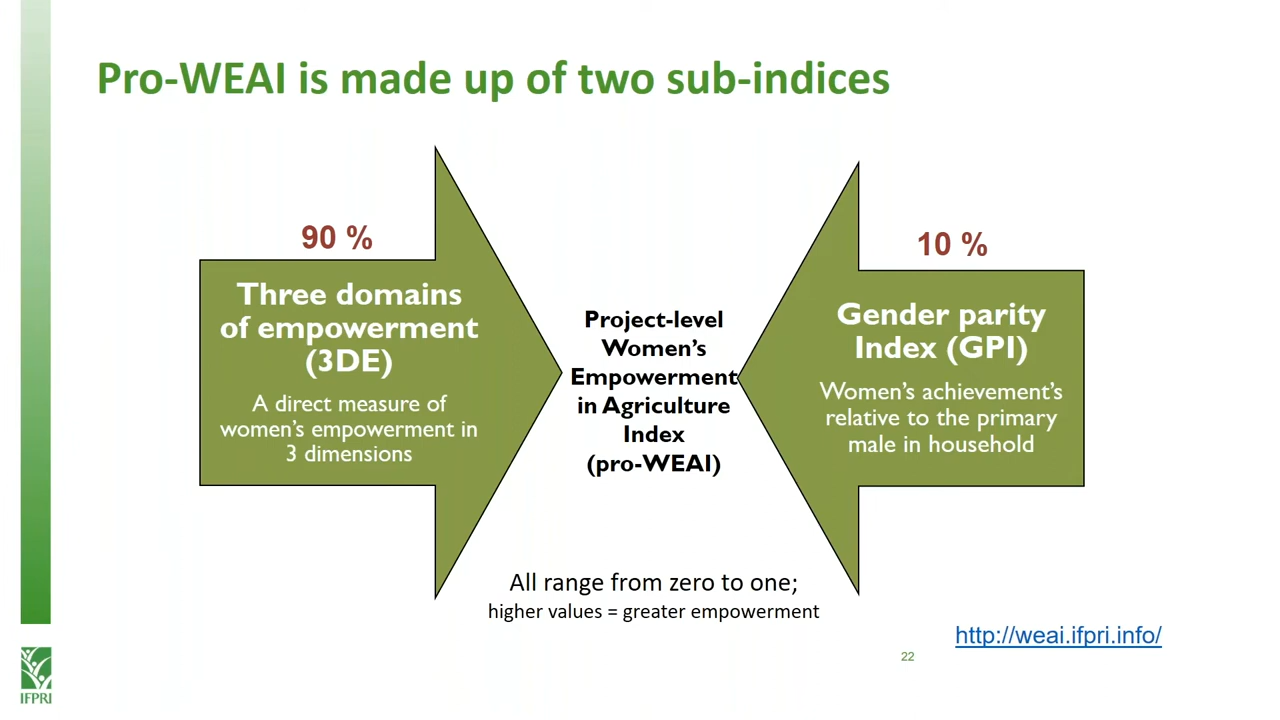 Pro-WEAI is made up of two sub-indices
90 %
Three domains
of empowerment
(3DE)
A direct measure of
women’s empowerment in
3 dimensions
Project-level
Women’s
Empowerment
in Agriculture
Index
(pro-WEAI)
10 %
Gender parity
Index (GPI)
Women’s achievement’s
relative to the primary
male in household
All range from zero to one;
higher values = greater empowerment
http://weai.ifpri.info/
22
IFPRI